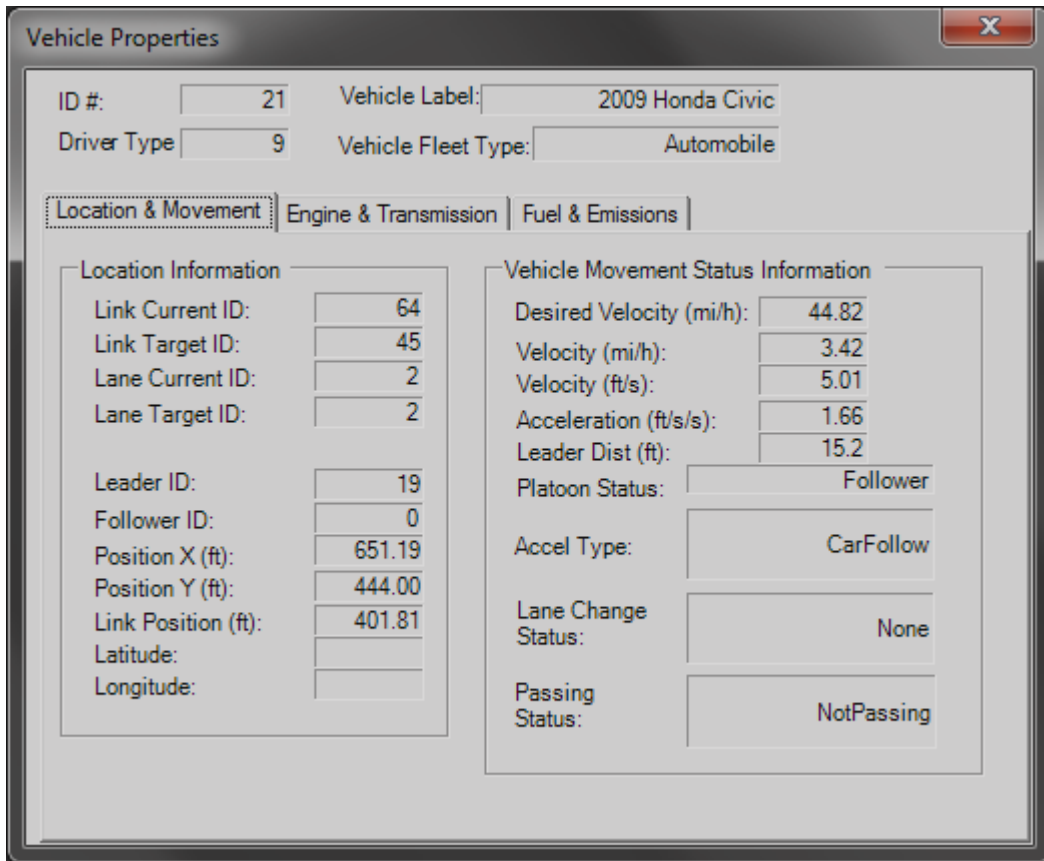 Vehicle Properties
ID #: 21 Vehicle Label: 2009 Honda Civic
Driver Type 9 Vehicle Fleet Type: Automobile
Location & Movement Engine & Transmission Fuel & Emissions
Location Information
Link Current ID: 64
Link Target ID: 45
Lane Current ID: 2
Lane Target ID: 2
Leader ID: 19
Follower ID: 0
Position X (ft): 651.19
Position Y (ft): 444.00
Link Position (ft): 401.81
Latitude:
Longitude:
Vehicle Movement Status Information
Desired Velocity (mi/h): 44.82
Velocity (mi/h): 3.42
Velocity (ft/s): 5.01
Acceleration (ft/s/s): 1.66
Leader Dist (ft): 15.2
Platoon Status: Follower
Accel Type: CarFollow
Lane Change
Status: None
Passing
Status: NotPassing